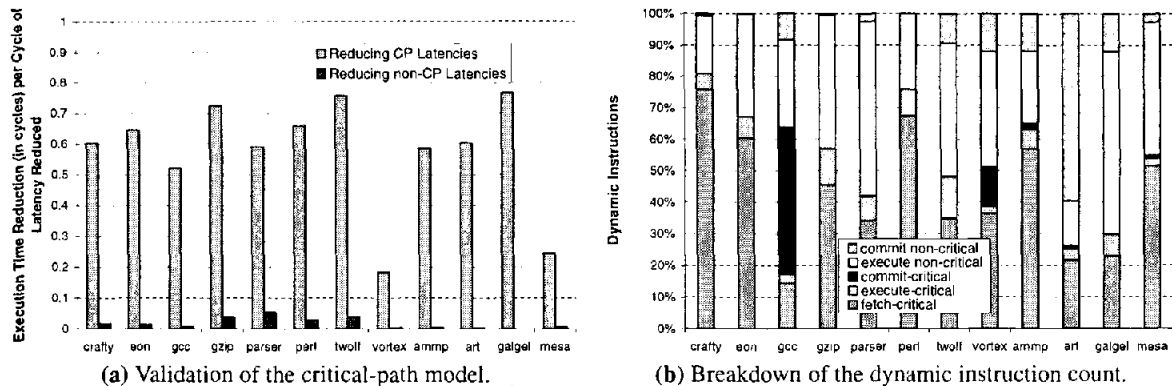 Execution Time Reduction (in cycles) per Cycle of
Latency Reduced
1
0.9
0.8
0.7
0.6
0.5
0.4
0.3
0.2
0.1
0
Reducing CP Latencies
Reducing non-CP Latencies
crafty eon gcc gzip parser perl twolf vortex ammp art galgel mesa
(a) Validation of the critical-path model.
Dynamic Instructions
100%
90%
80%
70%
60%
50%
40%
30%
20%
10%
0%
commit non-critical
execute non-critical
commit-critical
execute-critical
fetch-critical
crafty eon gcc gzip parser perl twolf vortex ammp art galgel mesa
(b) Breakdown of the dynamic instruction count.